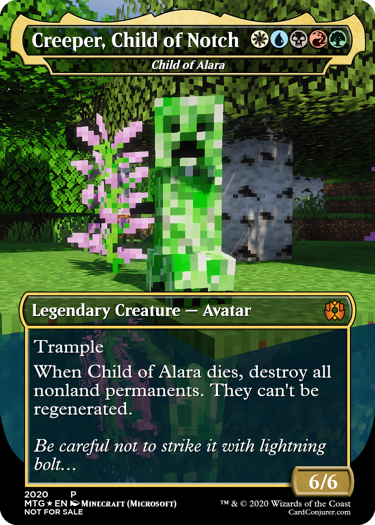 Creeper, Child of Notch
Child of Alara
Legendary Creature — Avatar
Trample
When Child of Alara dies, destroy all
nonland permanents. They can't be
regenerated.
Be careful not to strike it with lightning
bolt...
6/6
2020 P
MTG ★ EN Minecraft (Microsoft)
NOT FOR SALE
™ & © 2020 Wizards of the Coast
CardConjurer.com